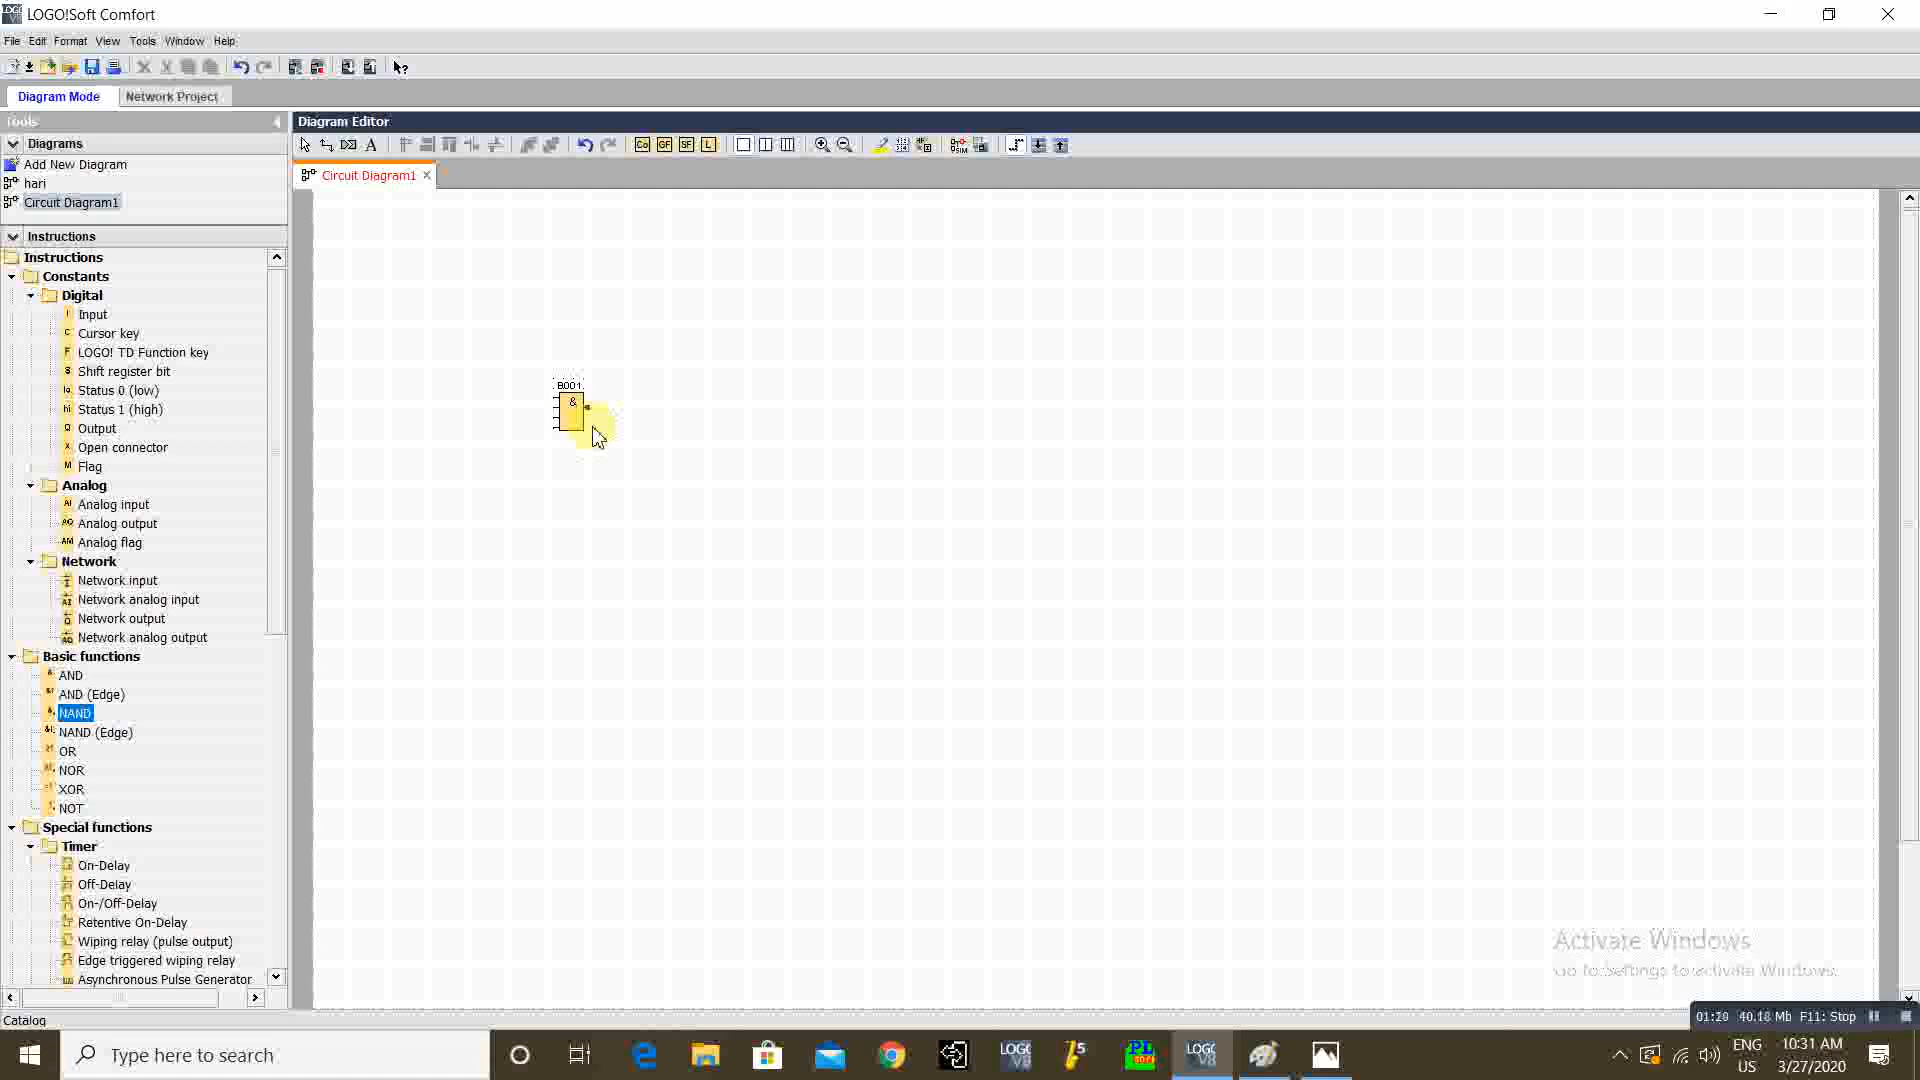 LOGO!Soft Comfort
File Edit Format View Tools Window Help
Diagram Mode Network Project
Tools
Diagram Editor
Diagrams
Add New Diagram
hari
Circuit Diagram1
Circuit Diagram1
Instructions
Instructions
Constants
Digital
Input
Cursor key
LOGO! TD Function key
Shift register bit
Status 0 (low)
Status 1 (high)
Output
Open connector
Flag
Analog
Analog input
Analog output
Analog flag
Network
Network input
Network analog input
Network output
Network analog output
Basic functions
AND
AND (Edge)
NAND
NAND (Edge)
OR
NOR
XOR
NOT
Special functions
Timer
On-Delay
Off-Delay
On-/Off-Delay
Retentive On-Delay
Wiping relay (pulse output)
Edge triggered wiping relay
Asynchronous Pulse Generator
Co GF SF L
B001
&
Activate Windows
Go to Settings to activate Windows.
Catalog
01:20 40.18 Mb F11: Stop
Type here to search
ENG
US
10:31 AM
3/27/2020